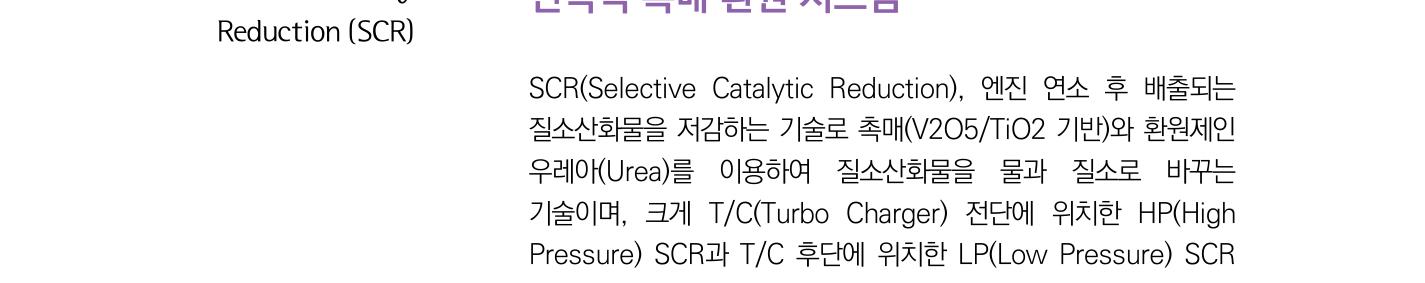 Reduction (SCR)
SCR(Selective Catalytic Reduction), 엔진 연소 후 배출되는
질소산화물을 저감하는 기술로 촉매(V2O5/TiO2 기반)와 환원제인
우레아(Urea)를 이용하여 질소산화물을 물과 질소로 바꾸는
기술이며, 크게 T/C(Turbo Charger) 전단에 위치한 HP(High
Pressure) SCR과 T/C 후단에 위치한 LP(Low Pressure) SCR